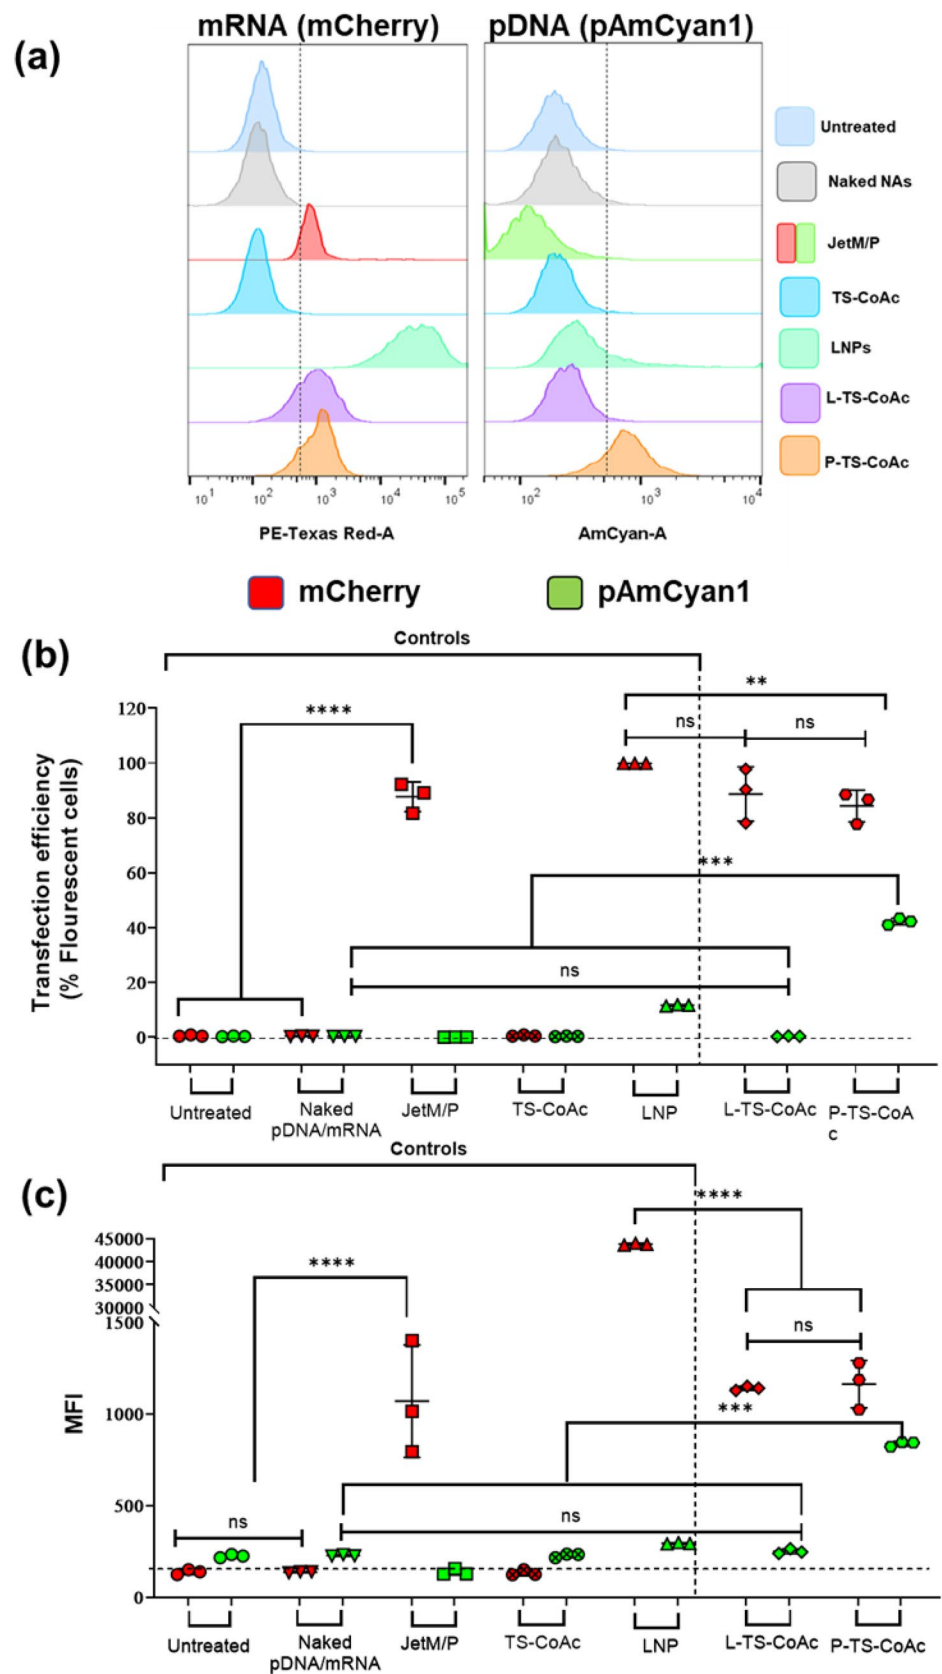 (a)
mRNA (mCherry)
pDNA (pAmCyan1)
Untreated
Naked NAs
JetM/P
TS-CoAc
LNPs
L-TS-CoAc
P-TS-CoAc
10¹ 10² 10³ 10⁴ 10⁵
10² 10³ 10⁴
PE-Texas Red-A
AmCyan-A
mCherry
pAmCyan1
(b)
Controls
Transfection efficiency
(% Flourescent cells)
120
100
80
60
40
20
0
****
**
ns
ns
***
ns
Untreated
Naked
pDNA/mRNA
JetM/P
TS-CoAc
LNP
L-TS-CoAc
P-TS-CoA
c
(c)
Controls
MFI
45000
40000
35000
30000
1500
1000
500
0
****
****
ns
***
ns
ns
Untreated
Naked
pDNA/mRNA
JetM/P
TS-CoAc
LNP
L-TS-CoAc
P-TS-CoAc